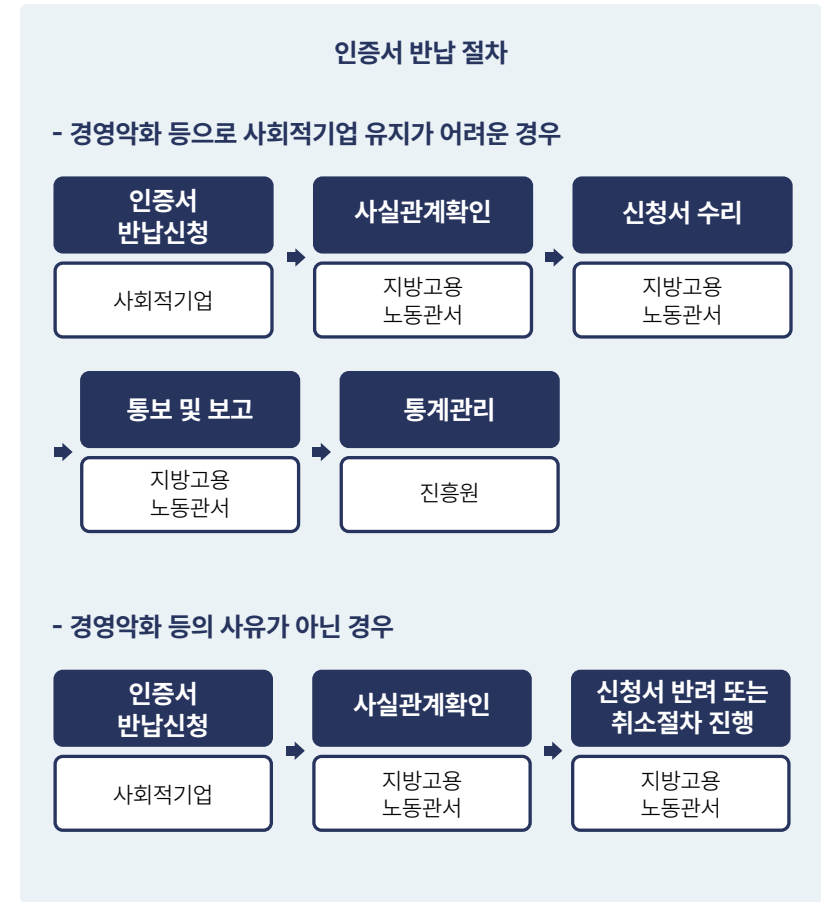 인증서 반납 절차
- 경영악화 등으로 사회적기업 유지가 어려운 경우
인증서
반납신청
사회적기업
사실관계확인
지방고용
노동관서
신청서 수리
지방고용
노동관서
통보 및 보고
지방고용
노동관서
통계관리
진흥원
- 경영악화 등의 사유가 아닌 경우
인증서
반납신청
사회적기업
사실관계확인
지방고용
노동관서
신청서 반려 또는
취소절차 진행
지방고용
노동관서